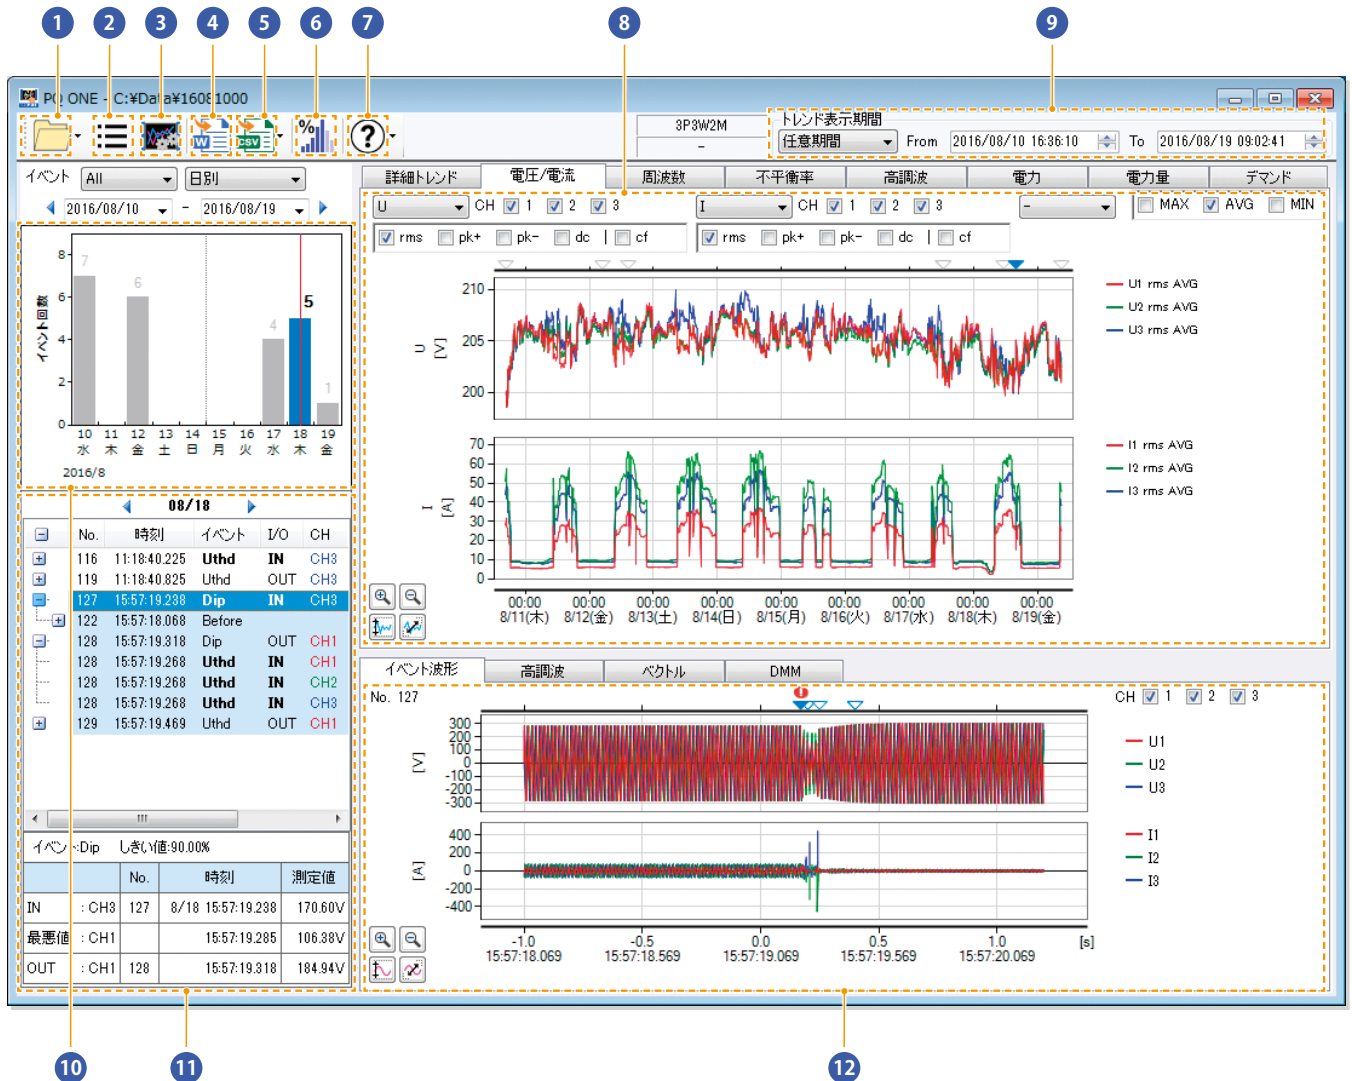 1 2 3 4 5 6 7 8 9
PQ ONE - C:¥Data¥16081000
W CSV % ?
3P3W2M
-
トレンド表示期間
任意期間 From 2016/08/10 16:36:10 To 2016/08/19 09:02:41
イベント All 日別
2016/08/10 - 2016/08/19
イベント回数
8
6
4
2
0
7 6 4 5 1
10 11 12 13 14 15 16 17 18 19
水 木 金 土 日 月 火 水 木 金
2016/8
08/18
No. 時刻 イベント I/O CH
116 11:18:40.225 Uthd IN CH3
119 11:18:40.825 Uthd OUT CH3
127 15:57:19.238 Dip IN CH3
122 15:57:18.068 Before
128 15:57:19.318 Dip OUT CH1
128 15:57:19.268 Uthd IN CH1
128 15:57:19.268 Uthd IN CH2
128 15:57:19.268 Uthd IN CH3
129 15:57:19.469 Uthd OUT CH1
イベント:Dip しきい値:90.00%
No. 時刻 測定値
IN : CH3 127 8/18 15:57:19.238 170.60V
最悪値 : CH1 15:57:19.285 106.38V
OUT : CH1 128 15:57:19.318 184.94V
詳細トレンド 電圧/電流 周波数 不平衡率 高調波 電力 電力量 デマンド
U CH 1 2 3 I CH 1 2 3 - MAX AVG MIN
rms pk+ pk- dc | cf rms pk+ pk- dc | cf
U
[V]
210
205
200
U1 rms AVG
U2 rms AVG
U3 rms AVG
I
[A]
70
60
50
40
30
20
10
0
I1 rms AVG
I2 rms AVG
I3 rms AVG
00:00 00:00 00:00 00:00 00:00 00:00 00:00 00:00 00:00
8/11(木) 8/12(金) 8/13(土) 8/14(日) 8/15(月) 8/16(火) 8/17(水) 8/18(木) 8/19(金)
イベント波形 高調波 ベクトル DMM
No. 127 CH 1 2 3
[V]
300
200
100
0
-100
-200
-300
U1
U2
U3
[A]
400
200
0
-200
-400
I1
I2
I3
-1.0 -0.5 0.0 0.5 1.0 [s]
15:57:18.069 15:57:18.569 15:57:19.069 15:57:19.569 15:57:20.069
10 11 12